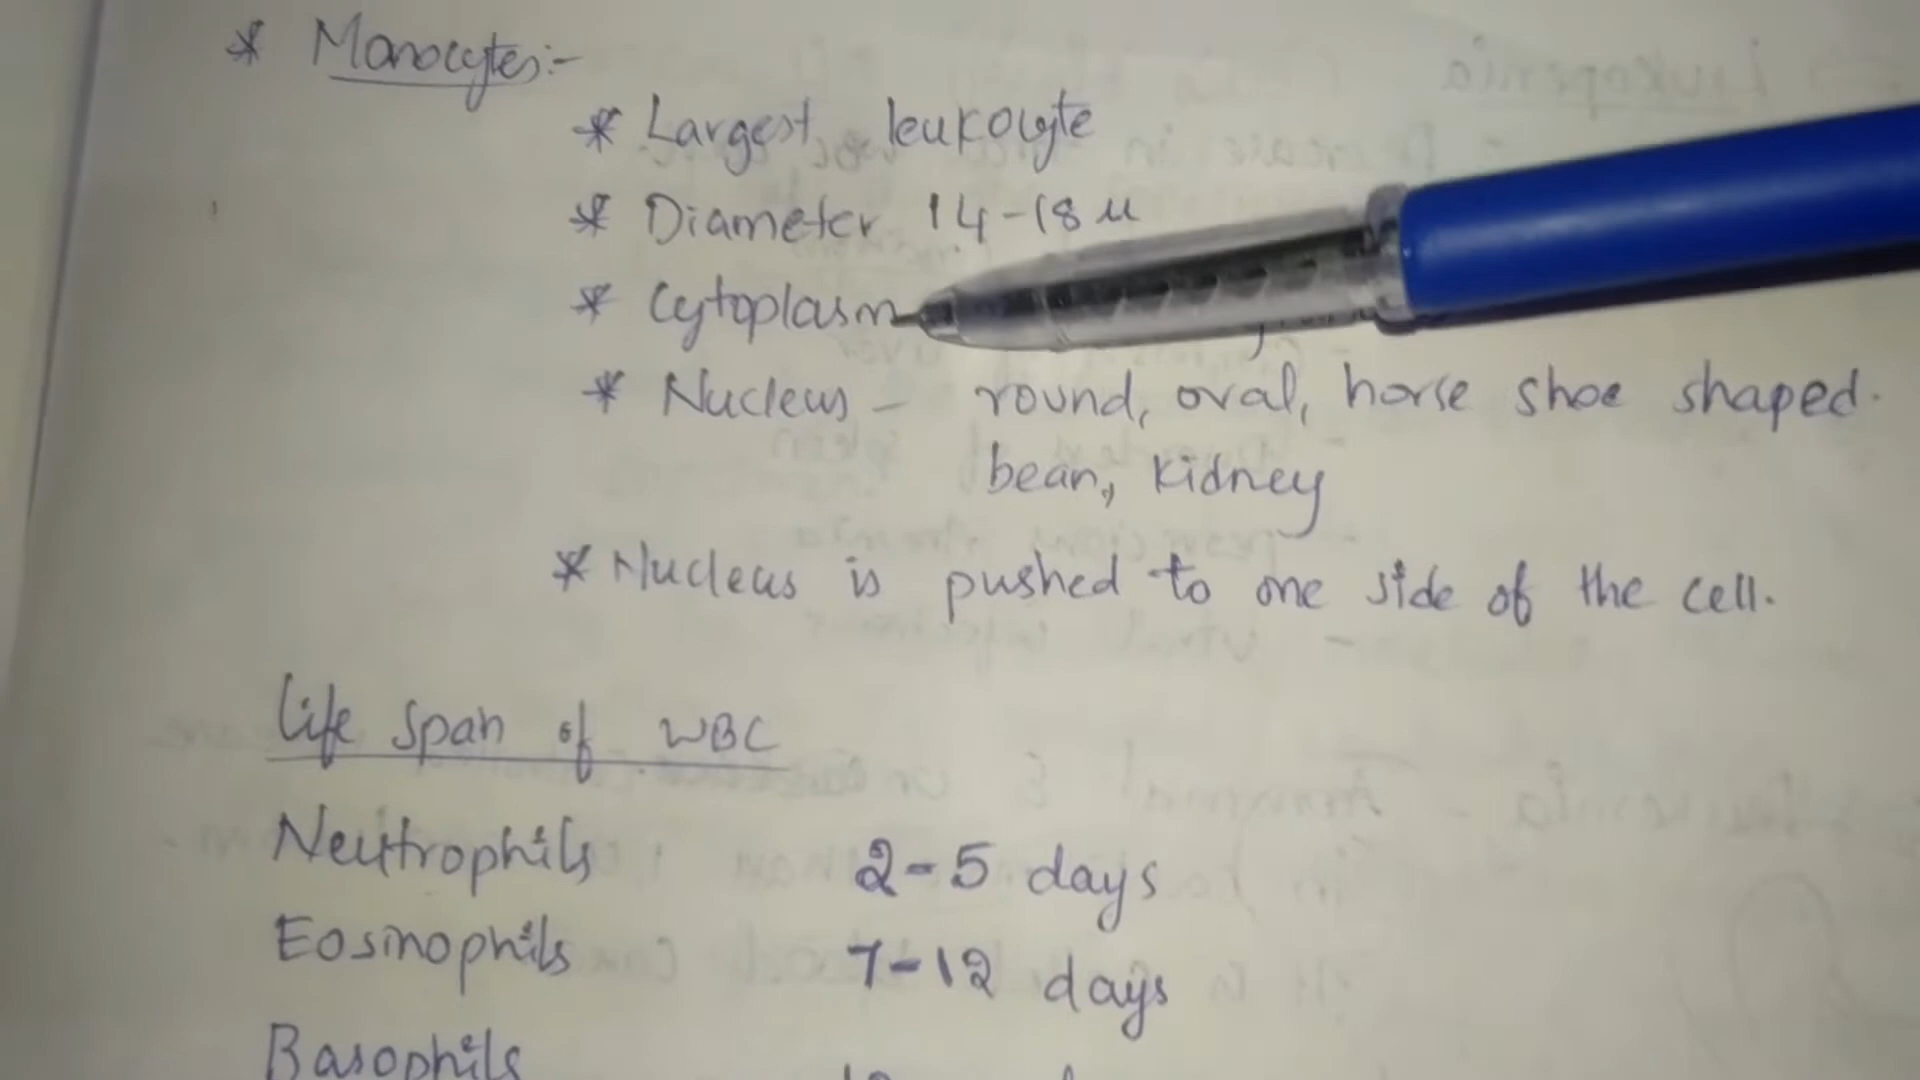 * Monocytes:-
* Largest leukocyte
* Diameter 14-18 µ
* Cytoplasm
* Nucleus - round, oval, horse shoe shaped.
bean, kidney
* Nucleus is pushed to one side of the cell.
Life span of WBC
Neutrophils 2-5 days
Eosinophils 7-12 days
Basophils